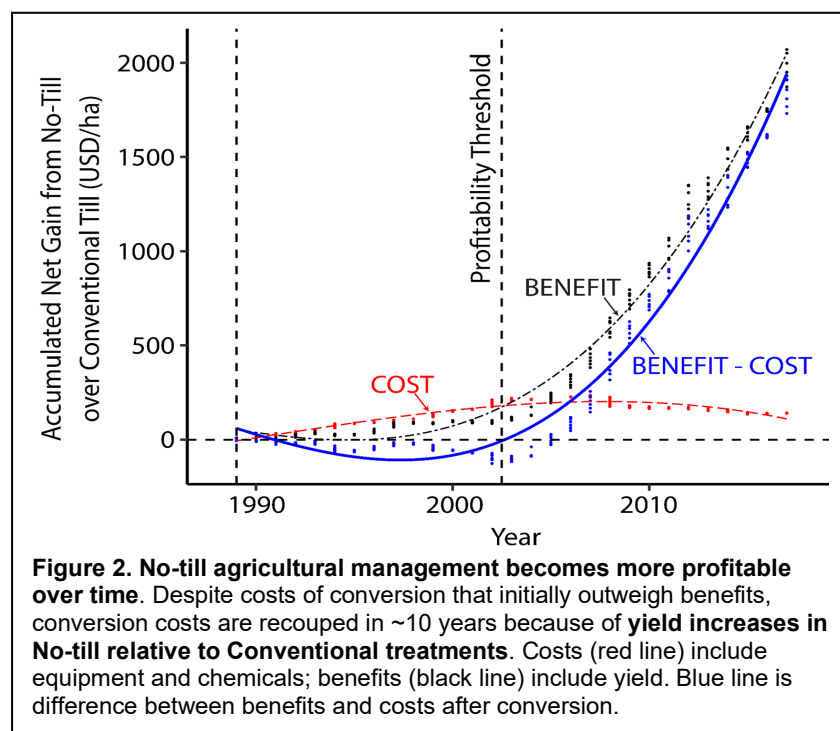 Accumulated Net Gain from No-Till
over Conventional Till (USD/ha)
2000
1500
1000
500
0
Profitability Threshold
BENEFIT
COST
BENEFIT - COST
1990
2000
2010
Year
Figure 2. No-till agricultural management becomes more profitable
over time. Despite costs of conversion that initially outweigh benefits,
conversion costs are recouped in ~10 years because of yield increases in
No-till relative to Conventional treatments. Costs (red line) include
equipment and chemicals; benefits (black line) include yield. Blue line is
difference between benefits and costs after conversion.